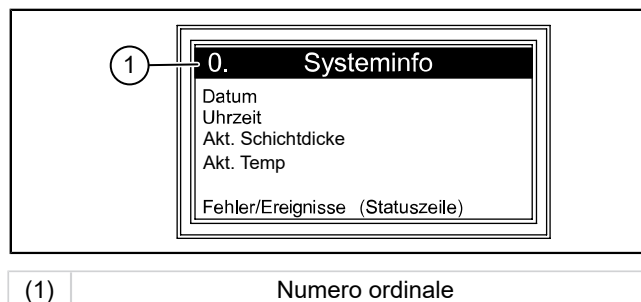 1
0. Systeminfo
Datum
Uhrzeit
Akt. Schichtdicke
Akt. Temp
Fehler/Ereignisse (Statuszeile)
(1) Numero ordinale